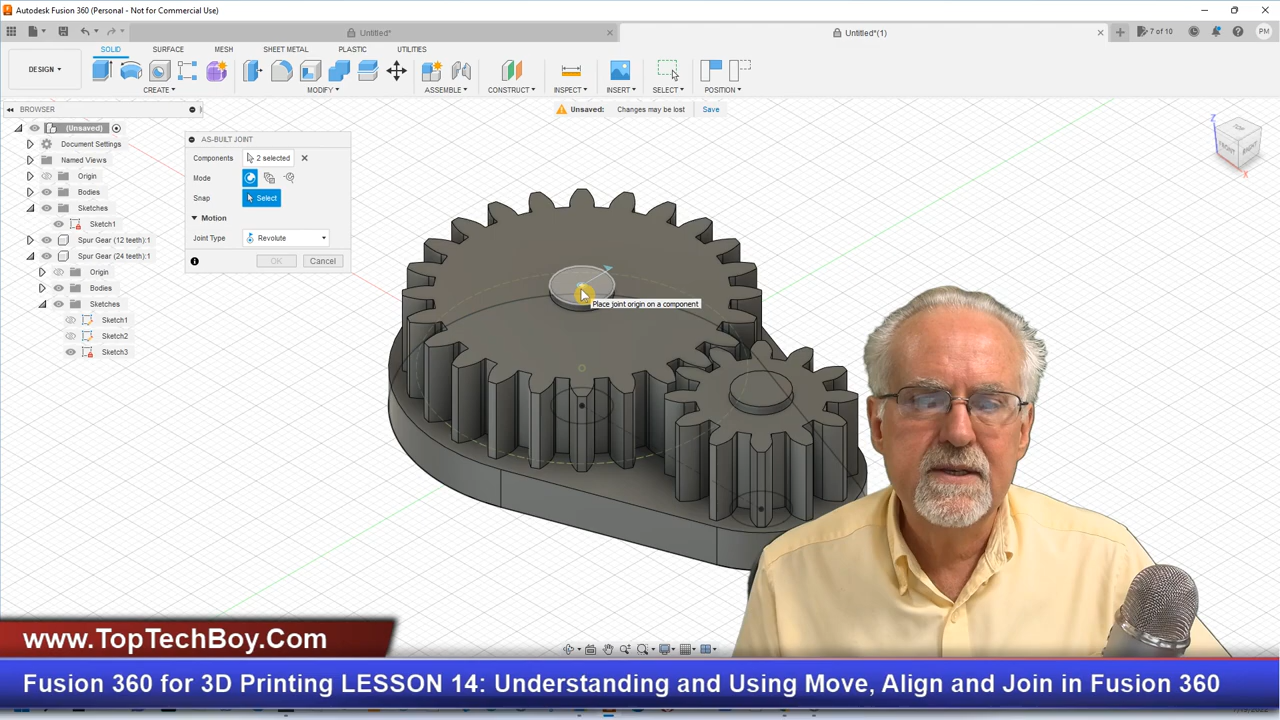 Autodesk Fusion 360 (Personal - Not for Commercial Use)
Untitled*
Untitled*(1)
7 of 10
PM
DESIGN
SOLID
SURFACE
MESH
SHEET METAL
PLASTIC
UTILITIES
CREATE
MODIFY
ASSEMBLE
CONSTRUCT
INSPECT
INSERT
SELECT
POSITION
BROWSER
Unsaved:
Changes may be lost
Save
(Unsaved)
Document Settings
Named Views
Origin
Bodies
Sketches
Sketch1
Spur Gear (12 teeth):1
Spur Gear (24 teeth):1
Origin
Bodies
Sketches
Sketch1
Sketch2
Sketch3
AS-BUILT JOINT
Components
2 selected
Mode
Snap
Select
Motion
Joint Type
Revolute
OK
Cancel
Place joint origin on a component
Z
TOP
FRONT
RIGHT
X
www.TopTechBoy.Com
Fusion 360 for 3D Printing LESSON 14: Understanding and Using Move, Align and Join in Fusion 360